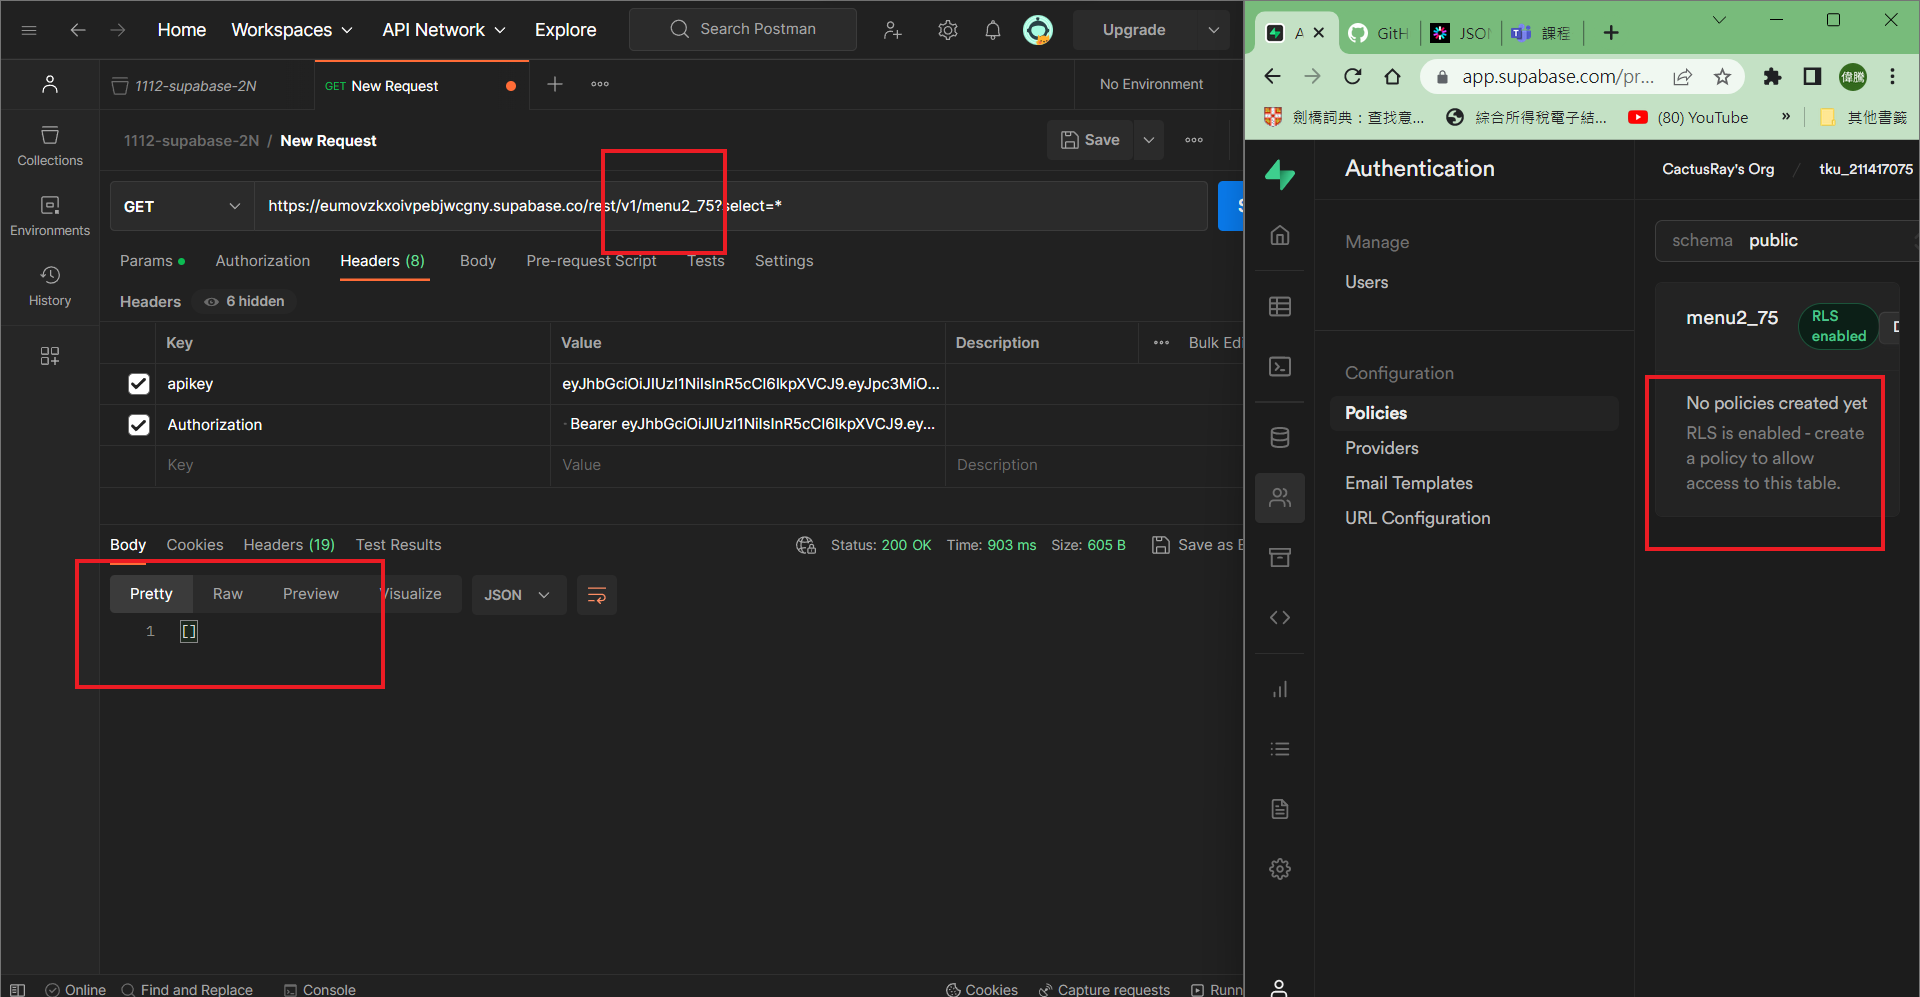 Home Workspaces API Network Explore Search Postman Upgrade
1112-supabase-2N GET New Request No Environment
1112-supabase-2N / New Request Save
GET https://eumovzkxoivpebjwcgny.supabase.co/rest/v1/menu2_75?select=*
Params Authorization Headers (8) Body Pre-request Script Tests Settings
Headers 6 hidden
Key Value Description Bulk Edi
apikey eyJhbGciOiJIUzI1NiIsInR5cCI6IkpXVCJ9.eyJpc3MiO...
Authorization Bearer eyJhbGciOiJIUzI1NiIsInR5cCI6IkpXVCJ9.ey...
Key Value Description
Body Cookies Headers (19) Test Results Status: 200 OK Time: 903 ms Size: 605 B Save as E
Pretty Raw Preview Visualize JSON
1 []
Collections
Environments
History
Online Find and Replace Console Cookies Capture requests Runn
A GitH JSON 課程
app.supabase.com/pr...
劍橋詞典：查找意... 綜合所得稅電子結... (80) YouTube » 其他書籤
偉騰
Authentication CactusRay's Org / tku_211417075
Manage
Users
Configuration
Policies
Providers
Email Templates
URL Configuration
schema public
menu2_75 RLS enabled D
No policies created yet
RLS is enabled - create
a policy to allow
access to this table.